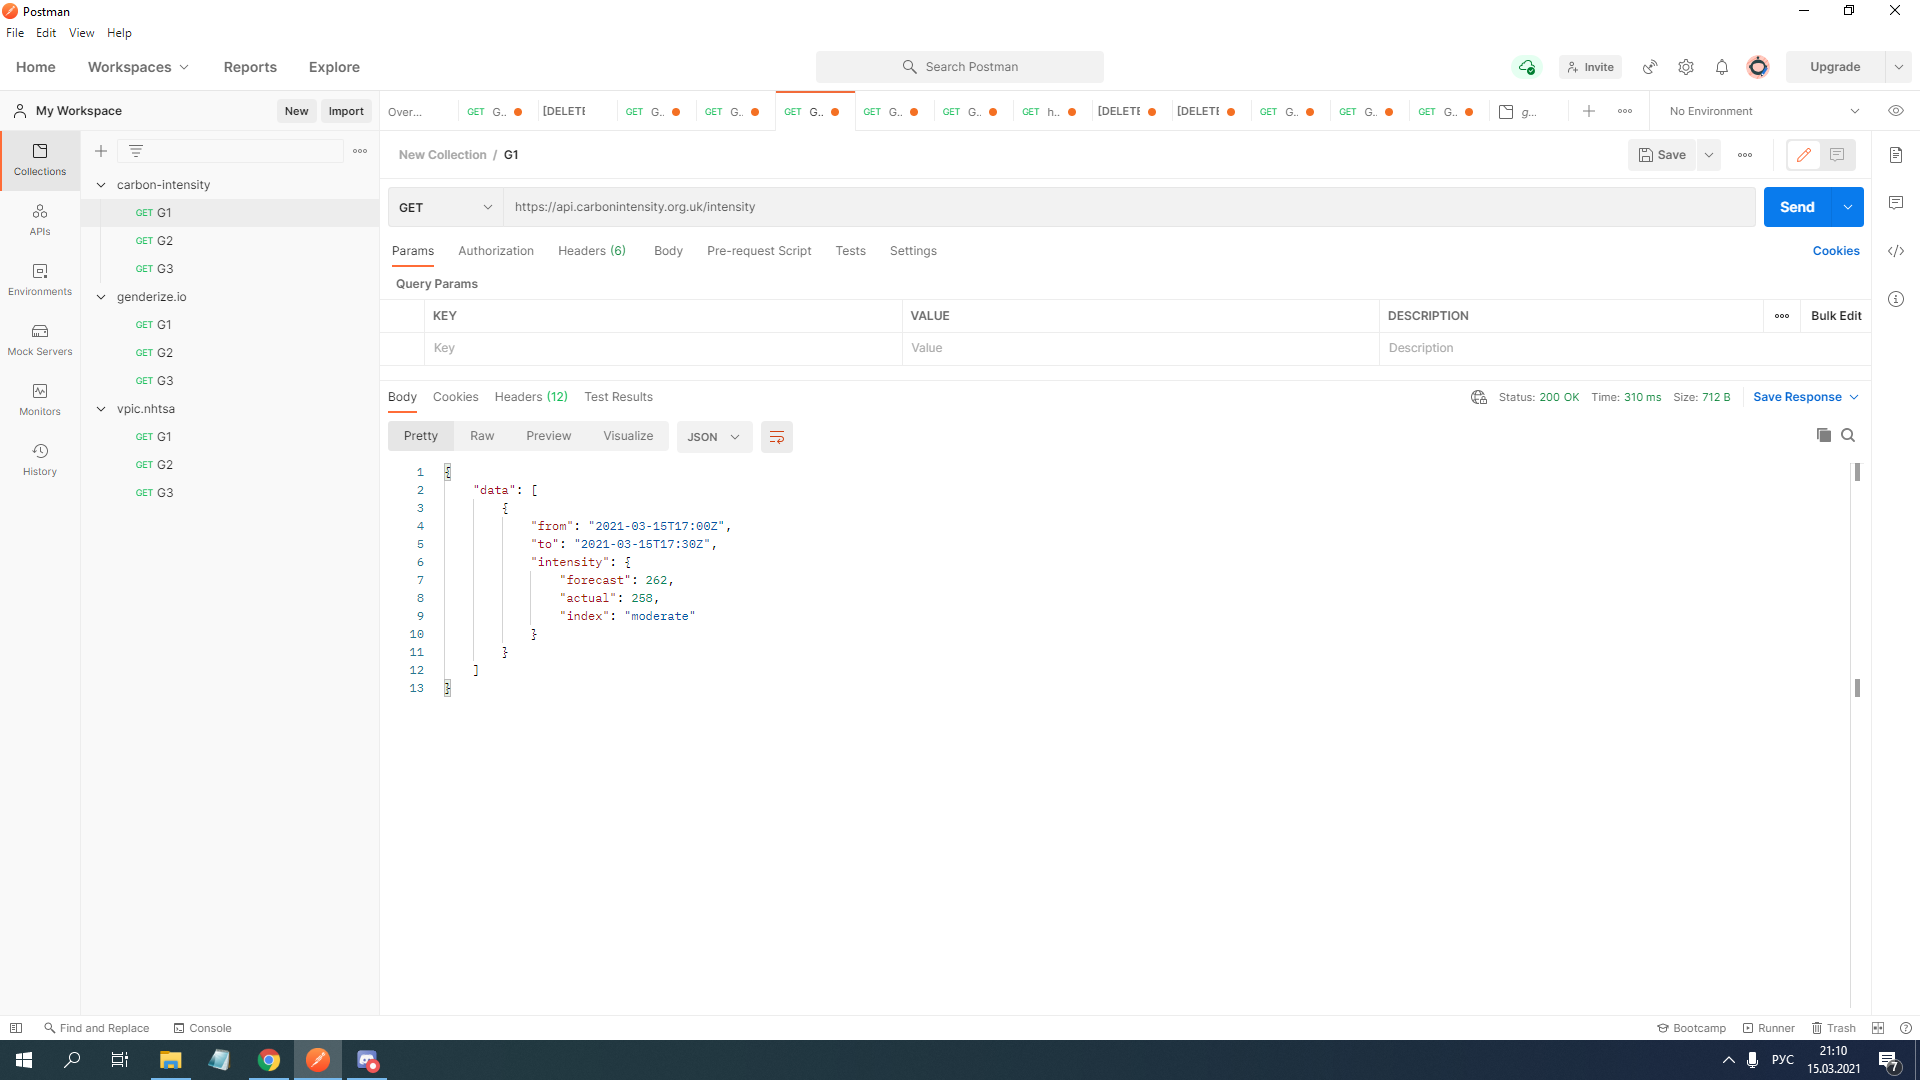 Postman
File Edit View Help
Home Workspaces Reports Explore Search Postman Invite Upgrade
My Workspace New Import
Over... GET G.. [DELETE GET G.. GET G.. GET G.. GET G.. GET G.. GET h.. [DELETE [DELETE GET G.. GET G.. GET G.. g... No Environment
Collections
APIs
Environments
Mock Servers
Monitors
History
carbon-intensity
GET G1
GET G2
GET G3
genderize.io
GET G1
GET G2
GET G3
vpic.nhtsa
GET G1
GET G2
GET G3
New Collection / G1 Save
GET https://api.carbonintensity.org.uk/intensity Send
Params Authorization Headers (6) Body Pre-request Script Tests Settings Cookies
Query Params
KEY VALUE DESCRIPTION Bulk Edit
Key Value Description
Body Cookies Headers (12) Test Results Status: 200 OK Time: 310 ms Size: 712 B Save Response
Pretty Raw Preview Visualize JSON
1 {
2 "data": [
3 {
4 "from": "2021-03-15T17:00Z",
5 "to": "2021-03-15T17:30Z",
6 "intensity": {
7 "forecast": 262,
8 "actual": 258,
9 "index": "moderate"
10 }
11 }
12 ]
13 }
Find and Replace Console Bootcamp Runner Trash
РУС 21:10
15.03.2021 7